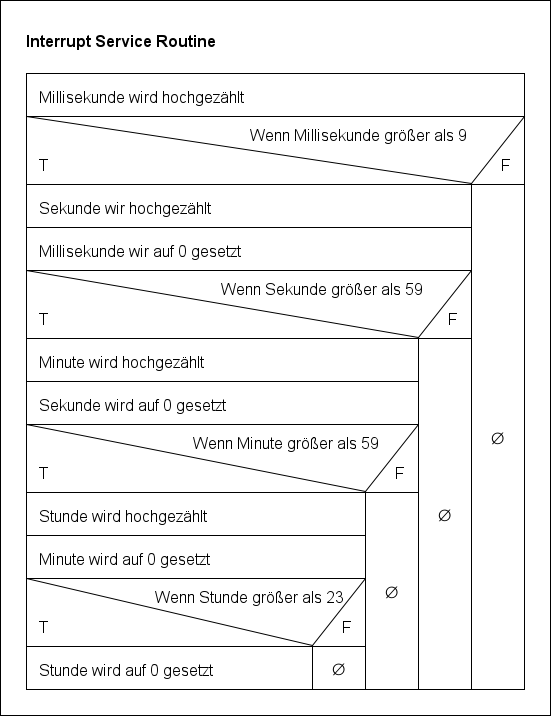 Interrupt Service Routine
Millisekunde wird hochgezählt
Wenn Millisekunde größer als 9
T
F
Sekunde wir hochgezählt
Millisekunde wir auf 0 gesetzt
Wenn Sekunde größer als 59
T
F
Minute wird hochgezählt
Sekunde wird auf 0 gesetzt
Wenn Minute größer als 59
T
F
Stunde wird hochgezählt
Minute wird auf 0 gesetzt
Wenn Stunde größer als 23
T
F
Stunde wird auf 0 gesetzt
∅
∅
∅
∅